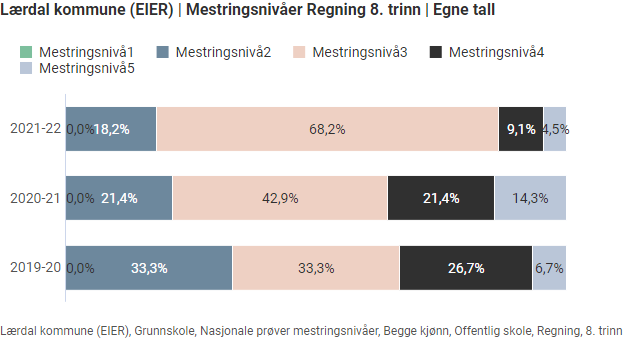 Lærdal kommune (EIER) | Mestringsnivåer Regning 8. trinn | Egne tall
Mestringsnivå1 Mestringsnivå2 Mestringsnivå3 Mestringsnivå4
Mestringsnivå5
2021-22 0,0% 18,2% 68,2% 9,1% 4,5%
2020-21 0,0% 21,4% 42,9% 21,4% 14,3%
2019-20 0,0% 33,3% 33,3% 26,7% 6,7%
Lærdal kommune (EIER), Grunnskole, Nasjonale prøver mestringsnivåer, Begge kjønn, Offentlig skole, Regning, 8. trinn